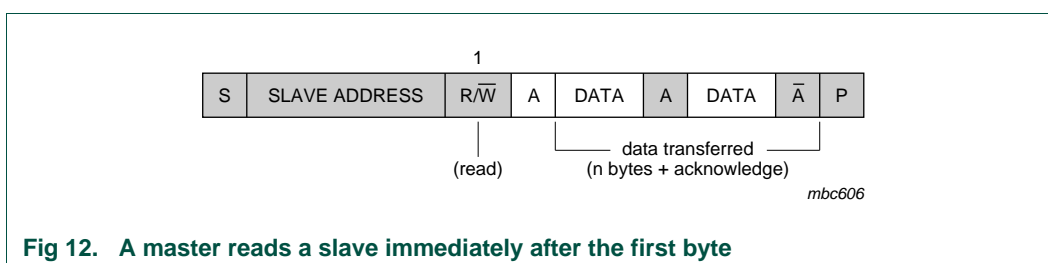 1
S SLAVE ADDRESS R/W̅ A DATA A DATA A̅ P
data transferred
(read) (n bytes + acknowledge)
mbc606
Fig 12. A master reads a slave immediately after the first byte